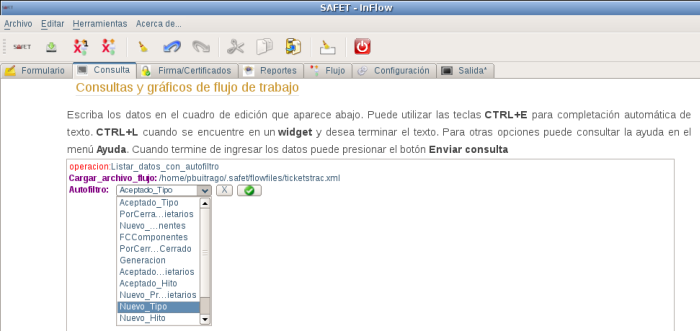 SAFET - InFlow
Archivo Editar Herramientas Acerca de...
SAFET
Formulario Consulta Firma/Certificados Reportes Flujo Configuración Salida*
Consultas y gráficos de flujo de trabajo
Escriba los datos en el cuadro de edición que aparece abajo. Puede utilizar las teclas CTRL+E para completación automática de
texto. CTRL+L cuando se encuentre en un widget y desea terminar el texto. Para otras opciones puede consultar la ayuda en el
menú Ayuda. Cuando termine de ingresar los datos puede presionar el botón Enviar consulta
operacion:Listar_datos_con_autofiltro
Cargar_archivo_flujo:/home/pbuitrago/.safet/flowfiles/ticketstrac.xml
Autofiltro: Aceptado_Tipo X
Aceptado_Tipo
PorCerra...ietarios
Nuevo_...nentes
FCComponentes
PorCerr...Cerrado
Generacion
Aceptado...ietarios
Aceptado_Hito
Nuevo_Pr...ietarios
Nuevo_Tipo
Nuevo_Hito